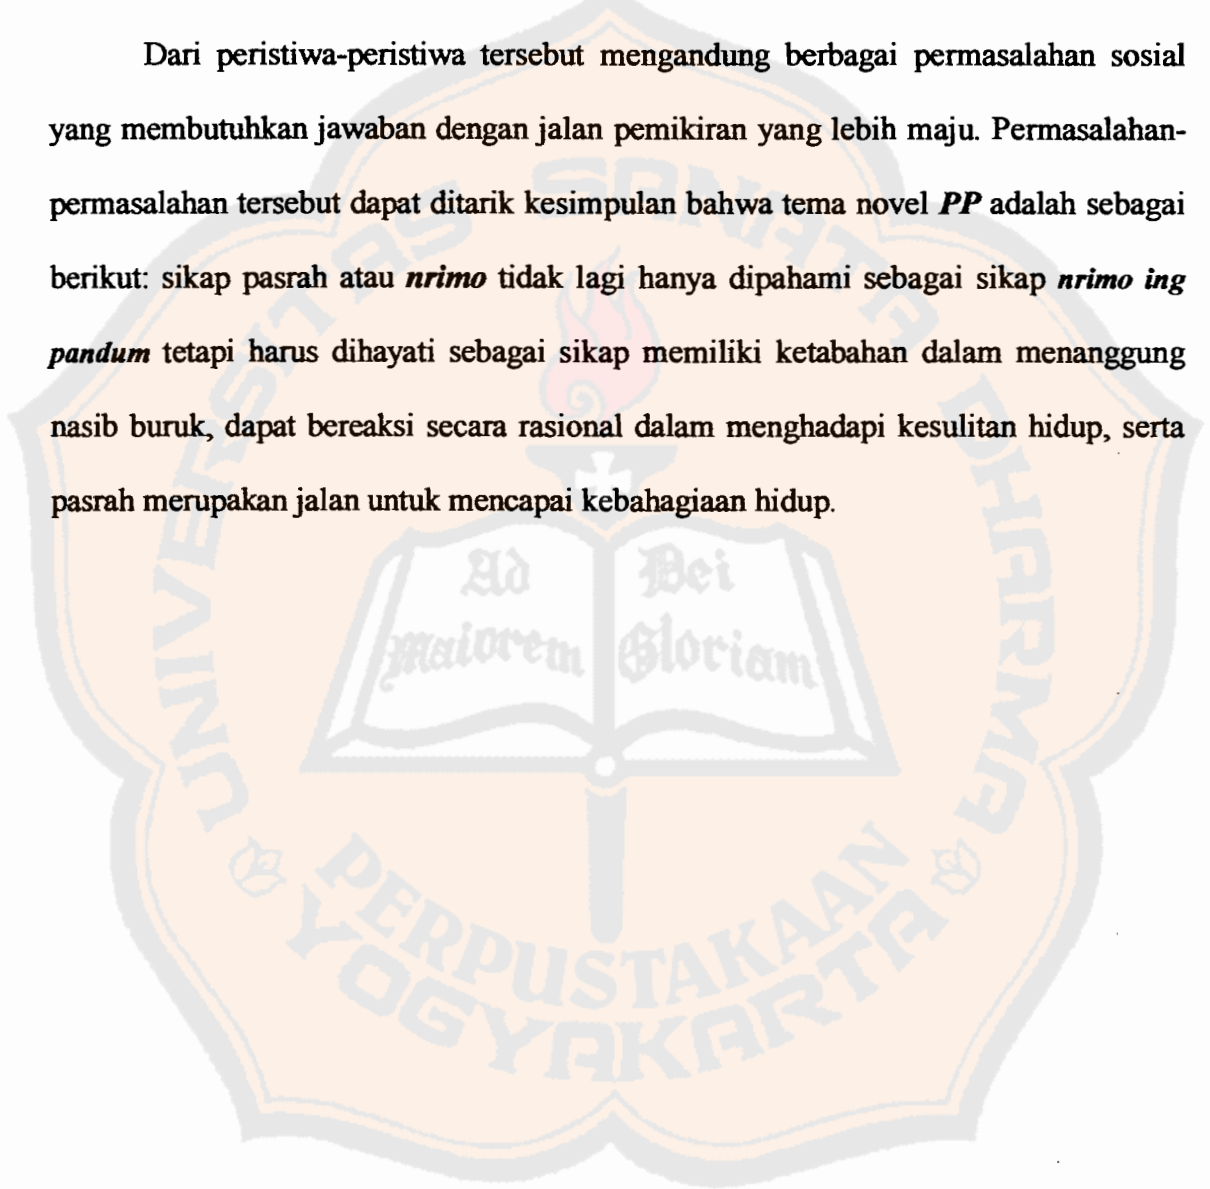 Dari peristiwa-peristiwa tersebut mengandung berbagai permasalahan sosial
yang membutuhkan jawaban dengan jalan pemikiran yang lebih maju. Permasalahan-
permasalahan tersebut dapat ditarik kesimpulan bahwa tema novel PP adalah sebagai
berikut: sikap pasrah atau nrimo tidak lagi hanya dipahami sebagai sikap nrimo ing
pandum tetapi harus dihayati sebagai sikap memiliki ketabahan dalam menanggung
nasib buruk, dapat bereaksi secara rasional dalam menghadapi kesulitan hidup, serta
pasrah merupakan jalan untuk mencapai kebahagiaan hidup.
UNIVERSITAS SANATA DHARMA
Ad
maiorem
Dei
Gloriam
PERPUSTAKAAN
YOGYAKARTA